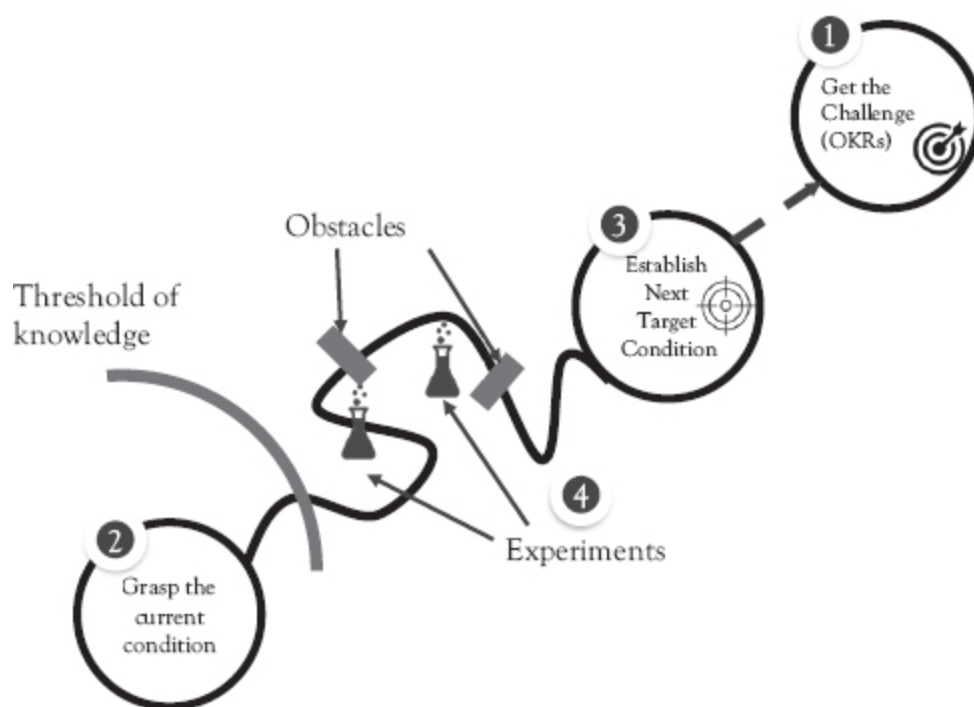 1
Get the
Challenge
(OKRs)
3
Establish
Next
Target
Condition
Obstacles
Threshold of
knowledge
4
Experiments
2
Grasp the
current
condition